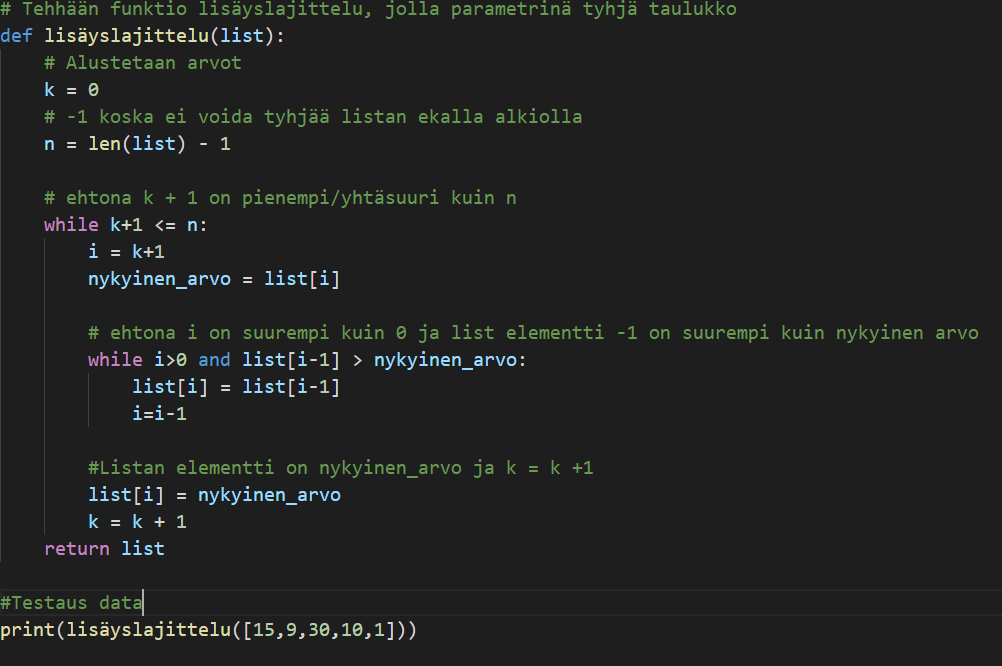 # Tehhään funktio lisäyslajittelu, jolla parametrinä tyhjä taulukko
def lisäyslajittelu(list):
    # Alustetaan arvot
    k = 0
    # -1 koska ei voida tyhjää listan ekalla alkiolla
    n = len(list) - 1
    # ehtona k + 1 on pienempi/yhtäsuuri kuin n
    while k+1 <= n:
        i = k+1
        nykyinen_arvo = list[i]
        # ehtona i on suurempi kuin 0 ja list elementti -1 on suurempi kuin nykyinen arvo
        while i>0 and list[i-1] > nykyinen_arvo:
            list[i] = list[i-1]
            i=i-1
        #Listan elementti on nykyinen_arvo ja k = k +1
        list[i] = nykyinen_arvo
        k = k + 1
    return list
#Testaus data
print(lisäyslajittelu([15,9,30,10,1]))